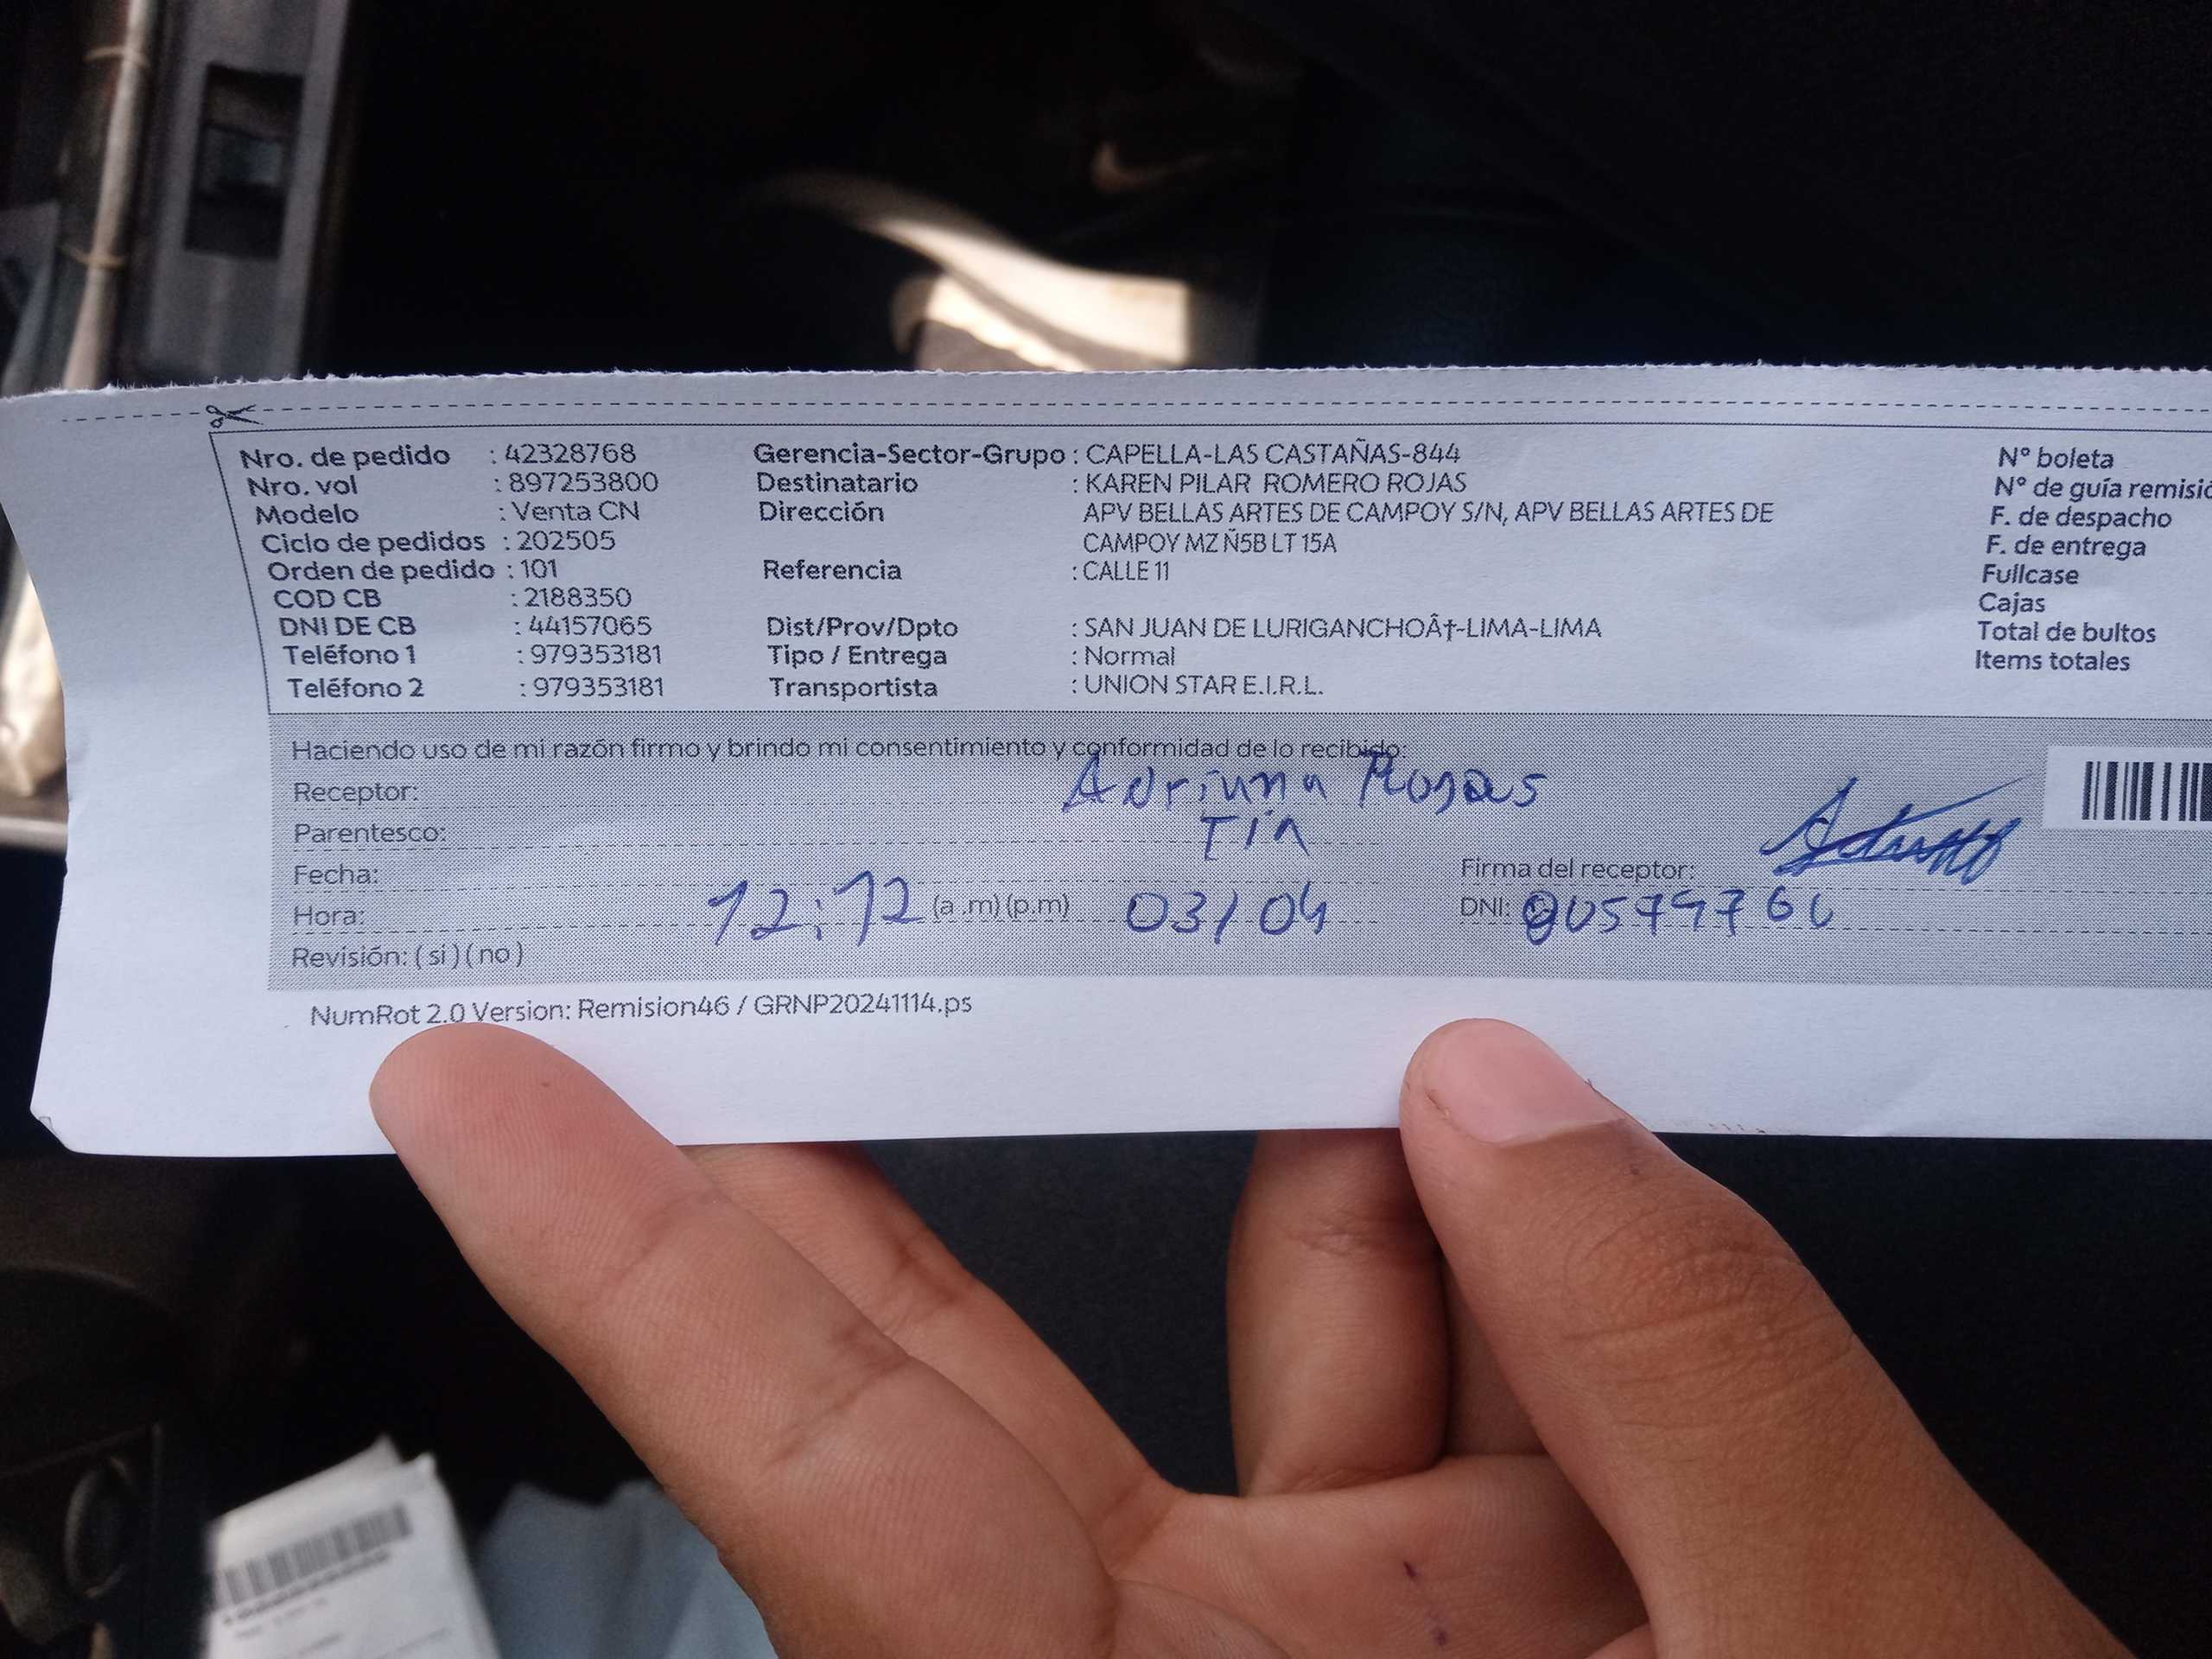 Nro. de pedido : 42328768 Gerencia-Sector-Grupo : CAPELLA-LAS CASTAÑAS-844 N° boleta
Nro. vol : 897253800 Destinatario : KAREN PILAR ROMERO ROJAS N° de guía remisió
Modelo : Venta CN Dirección APV BELLAS ARTES DE CAMPOY S/N, APV BELLAS ARTES DE F. de despacho
Ciclo de pedidos : 202505 CAMPOY MZ Ñ5B LT 15A F. de entrega
Orden de pedido : 101 Referencia : CALLE 11 Fullcase
COD CB : 2188350 Cajas
DNI DE CB : 44157065 Dist/Prov/Dpto : SAN JUAN DE LURIGANCHOÂ†-LIMA-LIMA Total de bultos
Teléfono 1 : 979353181 Tipo / Entrega : Normal Items totales
Teléfono 2 : 979353181 Transportista : UNION STAR E.I.R.L.
Haciendo uso de mi razón firmo y brindo mi consentimiento y conformidad de lo recibido:
Receptor: Adriana Rojas
Parentesco: Tia
Fecha: Firma del receptor:
Hora: 12:12 (a .m) (p.m) 03/04 DNI:
Revisión: ( si ) ( no )
NumRot 2.0 Version: Remision46 / GRNP20241114.ps